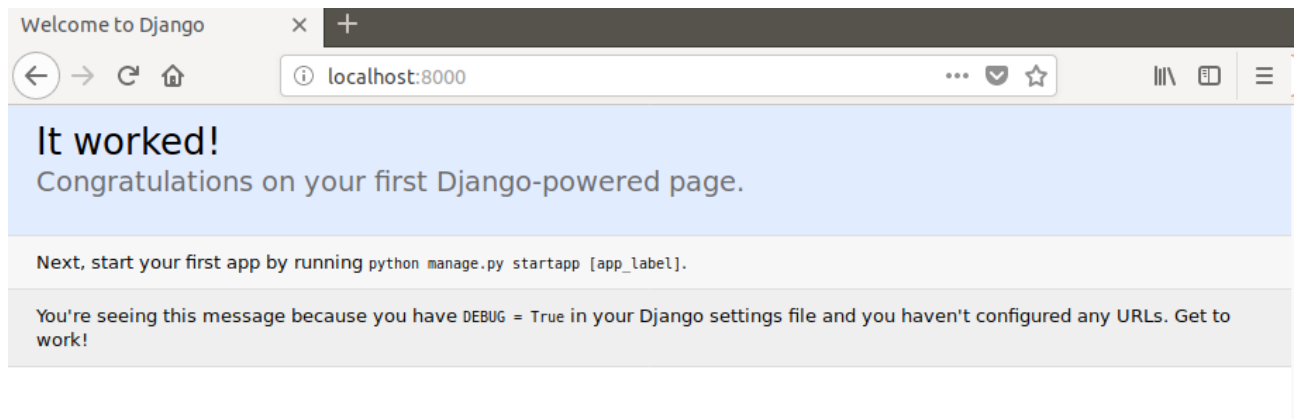 Welcome to Django
localhost:8000
It worked!
Congratulations on your first Django-powered page.
Next, start your first app by running python manage.py startapp [app_label].
You're seeing this message because you have DEBUG = True in your Django settings file and you haven't configured any URLs. Get to
work!